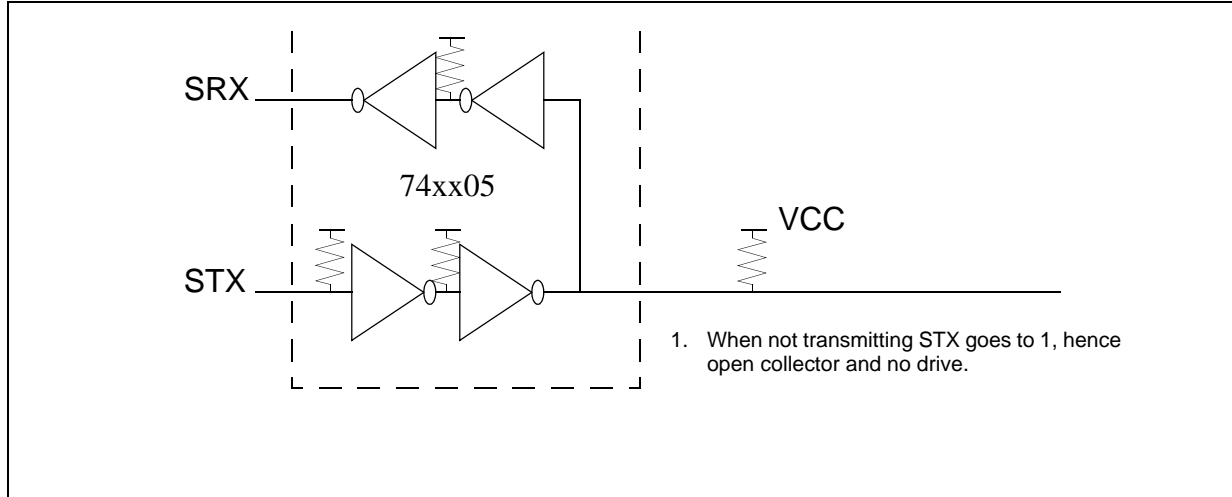 SRX
74xx05
VCC
STX
1. When not transmitting STX goes to 1, hence
open collector and no drive.